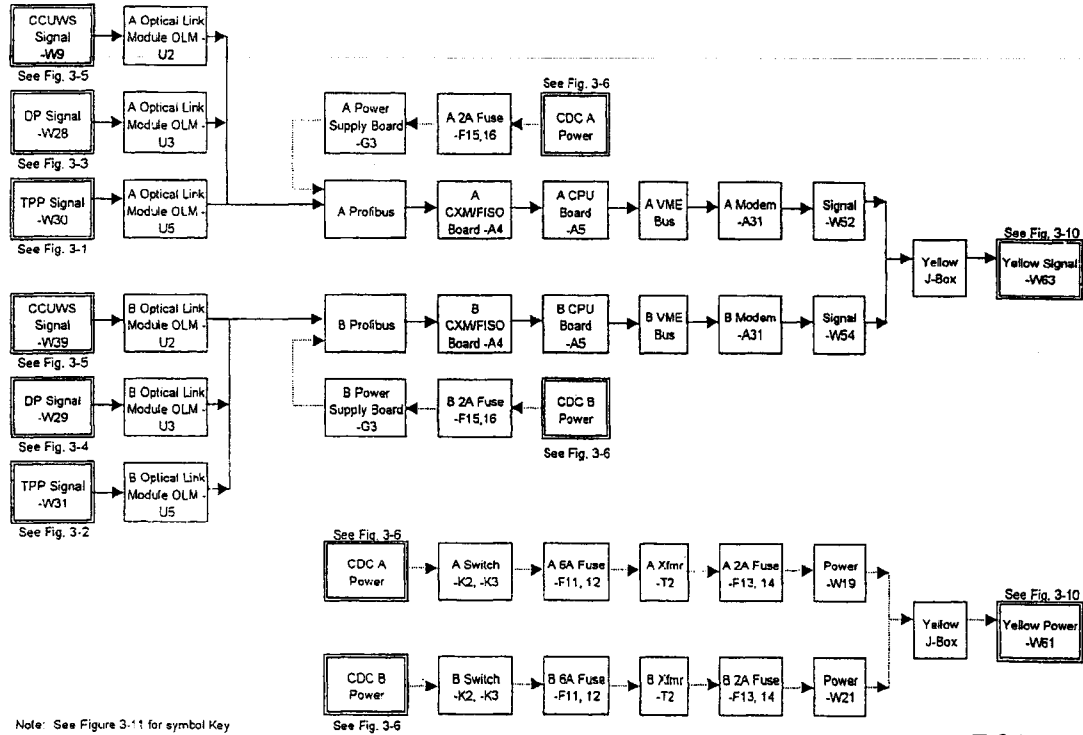 CCUWS
Signal
-W9
See Fig. 3-5
A Optical Link
Module OLM -
U2
DP Signal
-W28
See Fig. 3-3
A Optical Link
Module OLM -
U3
TPP Signal
-W30
See Fig. 3-1
A Optical Link
Module OLM -
U5
A Power
Supply Board
-G3
A 2A Fuse
-F15,16
See Fig. 3-6
CDC A
Power
A Profibus
A
CXM/FISO
Board -A4
A CPU
Board
-A5
A VME
Bus
A Modem
-A31
Signal
-W52
Yellow
J-Box
See Fig. 3-10
Yellow Signal
-W63
CCUWS
Signal
-W39
See Fig. 3-5
B Optical Link
Module OLM -
U2
DP Signal
-W29
See Fig. 3-4
B Optical Link
Module OLM -
U3
TPP Signal
-W31
See Fig. 3-2
B Optical Link
Module OLM -
U5
B Profibus
B
CXM/FISO
Board -A4
B CPU
Board
-A5
B VME
Bus
B Modem
-A31
Signal
-W54
B Power
Supply Board
-G3
B 2A Fuse
-F15,16
CDC B
Power
See Fig. 3-6
See Fig. 3-6
CDC A
Power
A Switch
-K2, -K3
A 6A Fuse
-F11, 12
A Xfmr
-T2
A 2A Fuse
-F13, 14
Power
-W19
Yellow
J-Box
See Fig. 3-10
Yellow Power
-W61
CDC B
Power
See Fig. 3-6
B Switch
-K2, -K3
B 6A Fuse
-F11, 12
B Xfmr
-T2
B 2A Fuse
-F13, 14
Power
-W21
Note: See Figure 3-11 for symbol Key